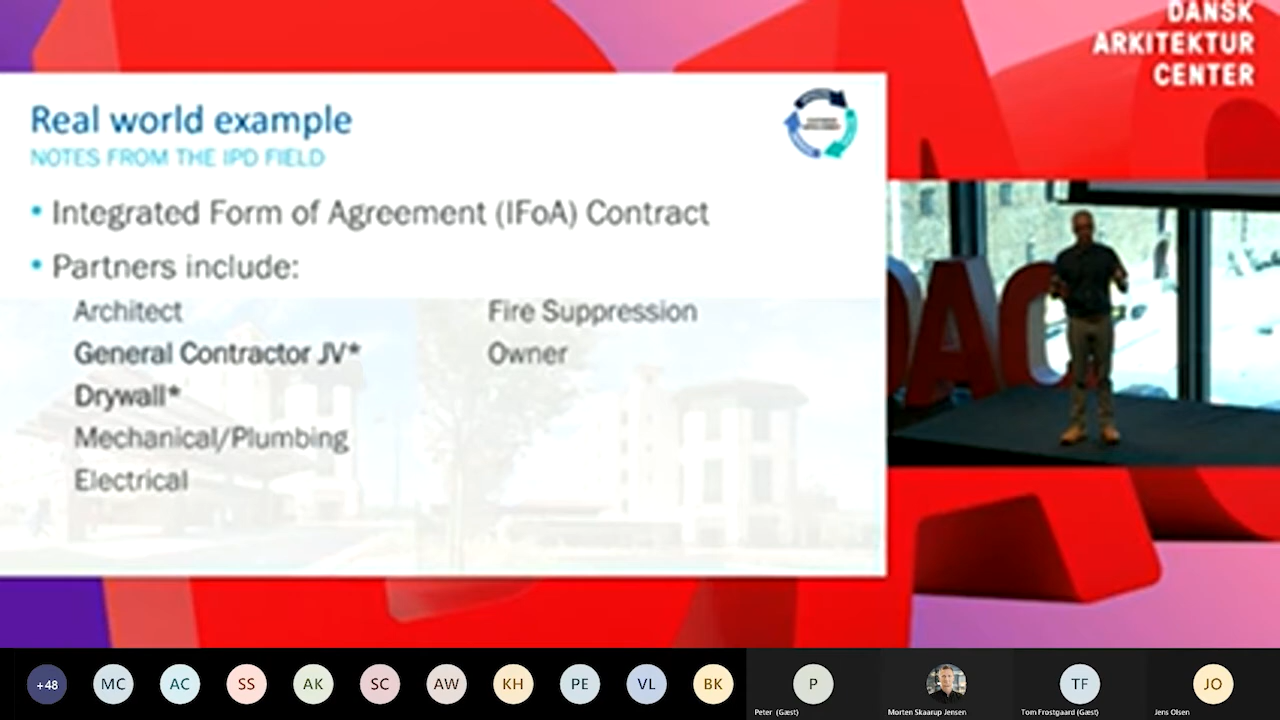 DANSK
ARKITEKTUR
CENTER
Real world example
NOTES FROM THE IPD FIELD
• Integrated Form of Agreement (IFoA) Contract
• Partners include:
Architect
General Contractor JV*
Drywall*
Mechanical/Plumbing
Electrical
Fire Suppression
Owner
DAC
+48
MC
AC
SS
AK
SC
AW
KH
PE
VL
BK
P
TF
JO
Peter (Gæst)
Morten Skaarup Jensen
Tom Frostgaard (Gæst)
Jens Olsen